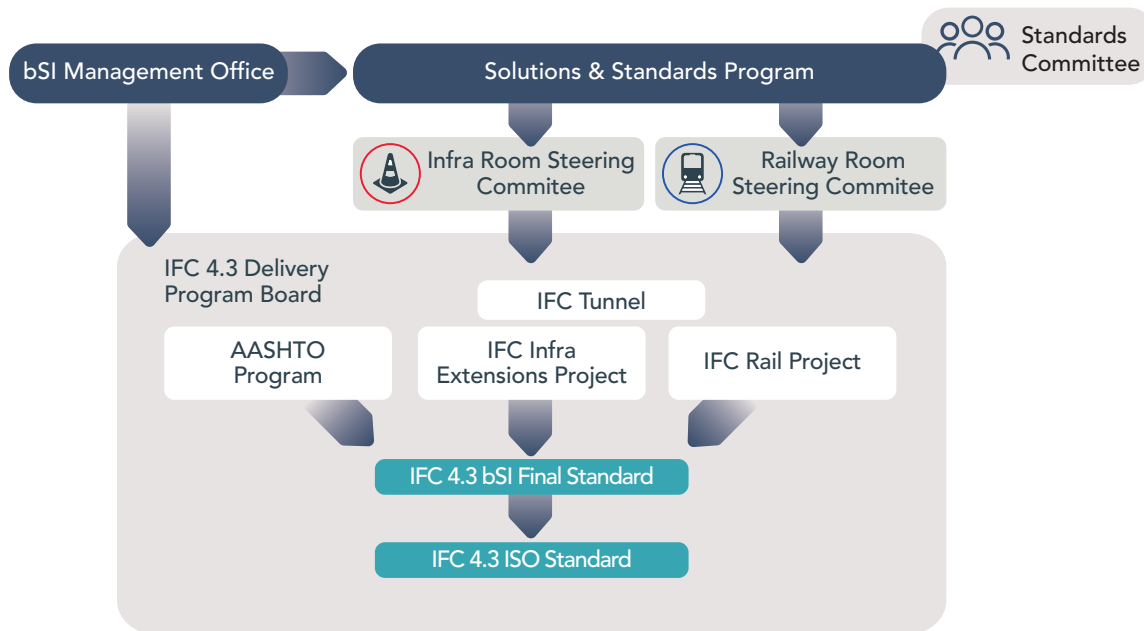 bSI Management Office
Solutions & Standards Program
Standards
Committee
Infra Room Steering
Commitee
Railway Room
Steering Commitee
IFC 4.3 Delivery
Program Board
IFC Tunnel
AASHTO
Program
IFC Infra
Extensions Project
IFC Rail Project
IFC 4.3 bSI Final Standard
IFC 4.3 ISO Standard